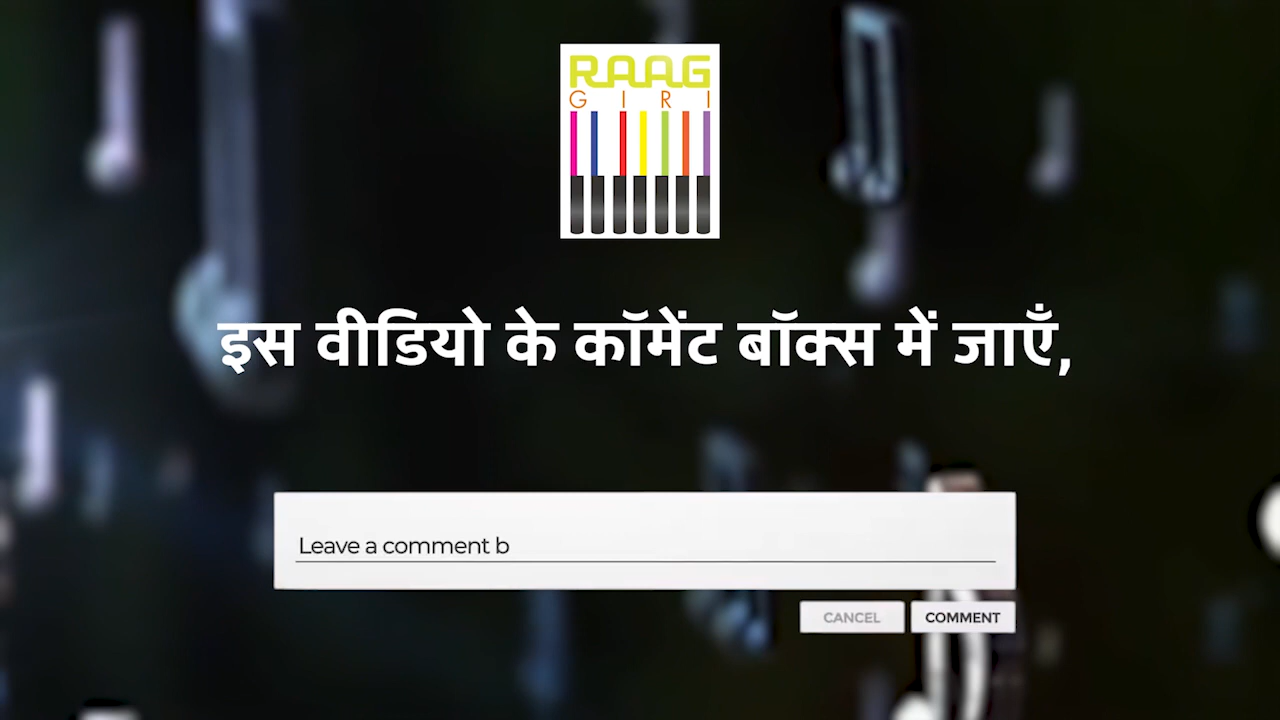 RAAG
GIRI
इस वीडियो के कॉमेंट बॉक्स में जाएँ,
Leave a comment b
CANCEL COMMENT